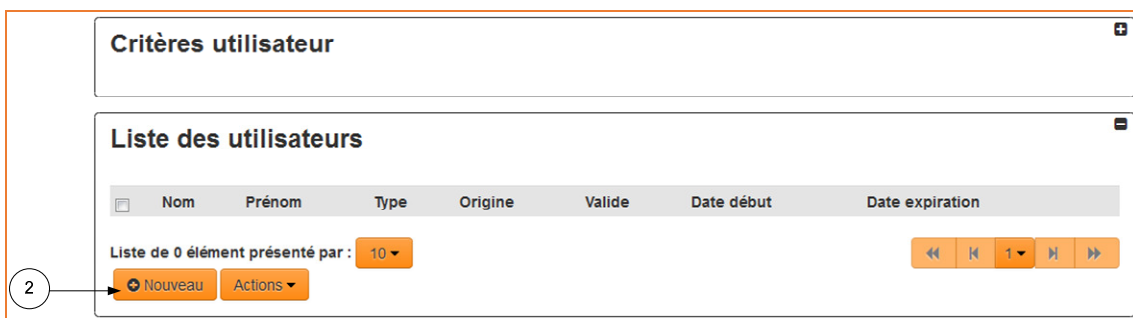 Critères utilisateur
Liste des utilisateurs
Nom Prénom Type Origine Valide Date début Date expiration
Liste de 0 élément présenté par : 10 1
2 Nouveau Actions